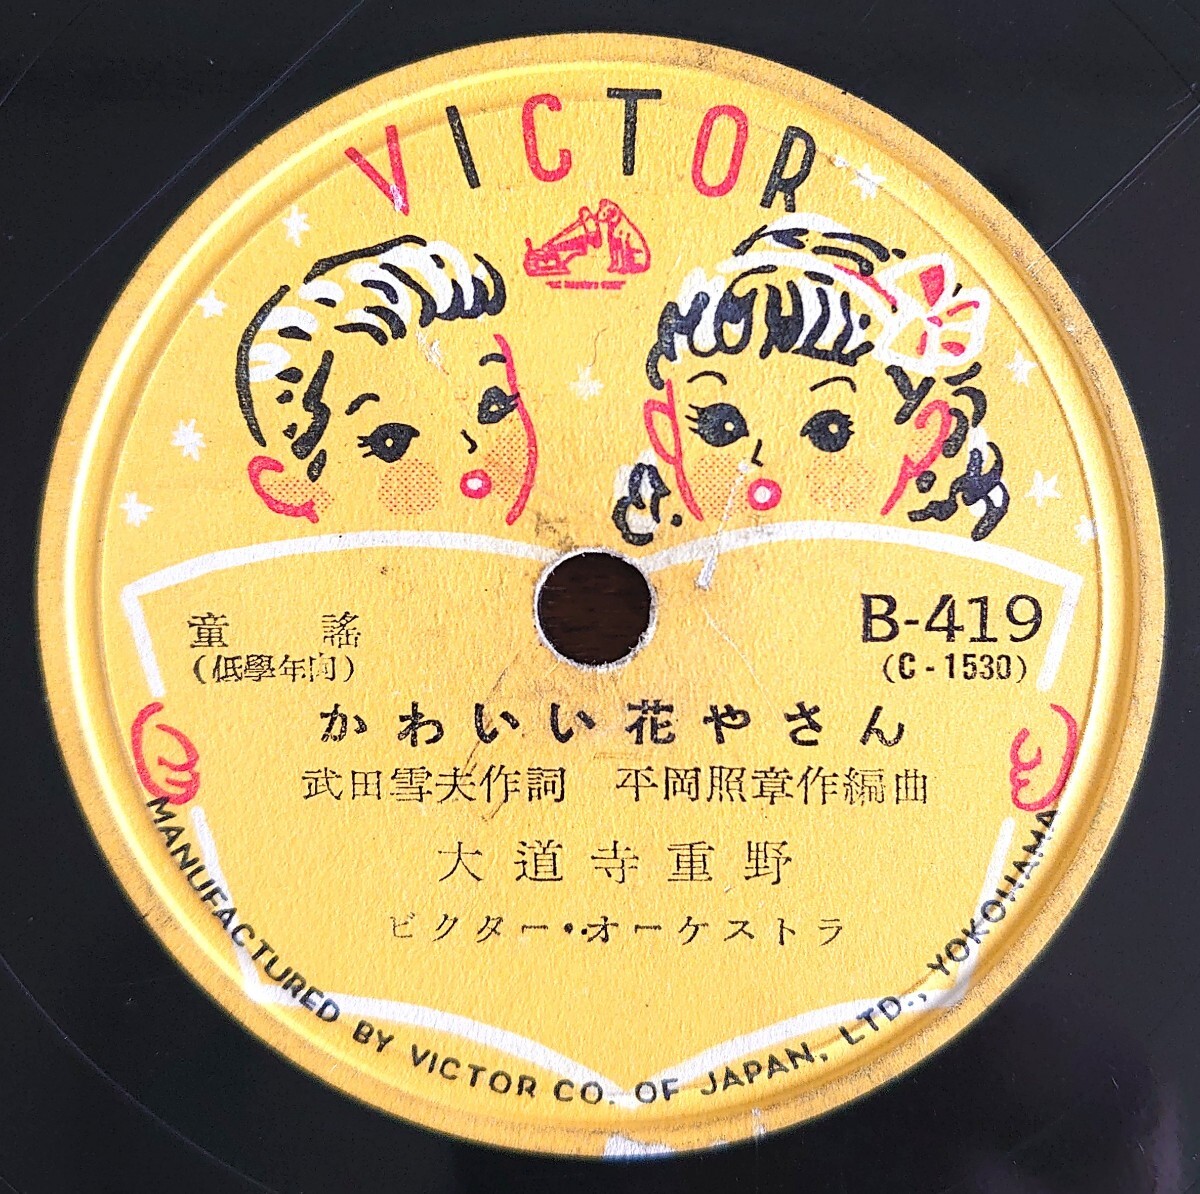 VICTOR
童謠
(低學年向)
B-419
(C-1530)
かわいい花やさん
武田雪夫作詞 平岡照章作編曲
大道寺重野
ビクター・オーケストラ
MANUFACTURED BY VICTOR CO. OF JAPAN, LTD., YOKOHAMA